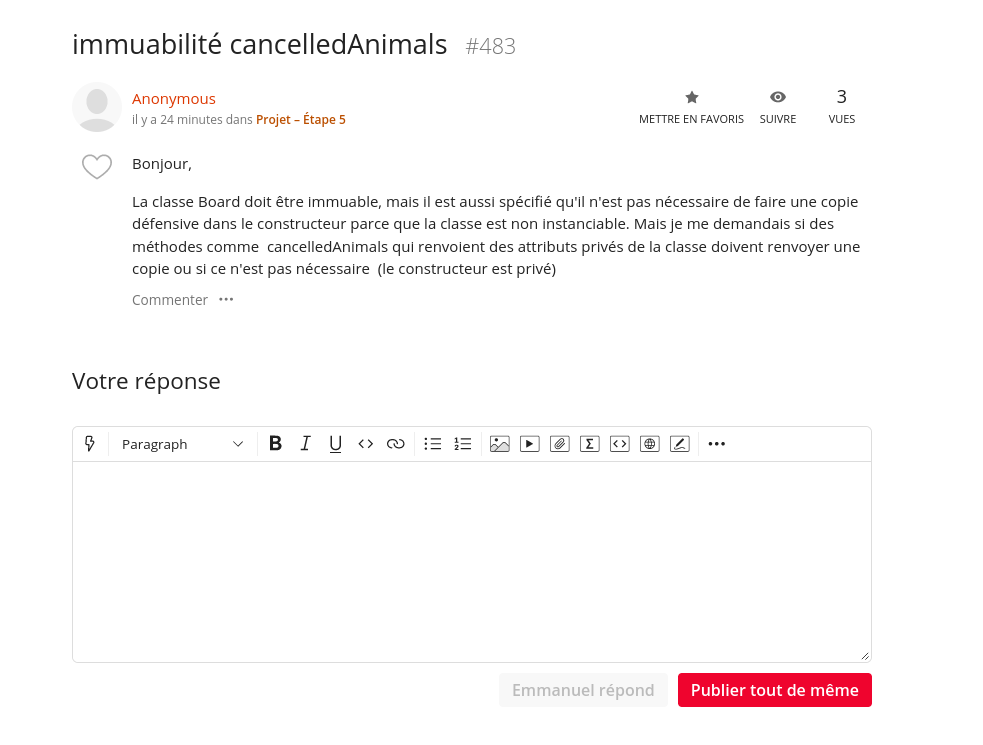 immuabilité cancelledAnimals #483
Anonymous
il y a 24 minutes dans Projet – Étape 5
METTRE EN FAVORIS
SUIVRE
3
VUES
Bonjour,
La classe Board doit être immuable, mais il est aussi spécifié qu'il n'est pas nécessaire de faire une copie
défensive dans le constructeur parce que la classe est non instanciable. Mais je me demandais si des
méthodes comme  cancelledAnimals qui renvoient des attributs privés de la classe doivent renvoyer une
copie ou si ce n'est pas nécessaire  (le constructeur est privé)
Commenter
Votre réponse
Paragraph
Emmanuel répond
Publier tout de même